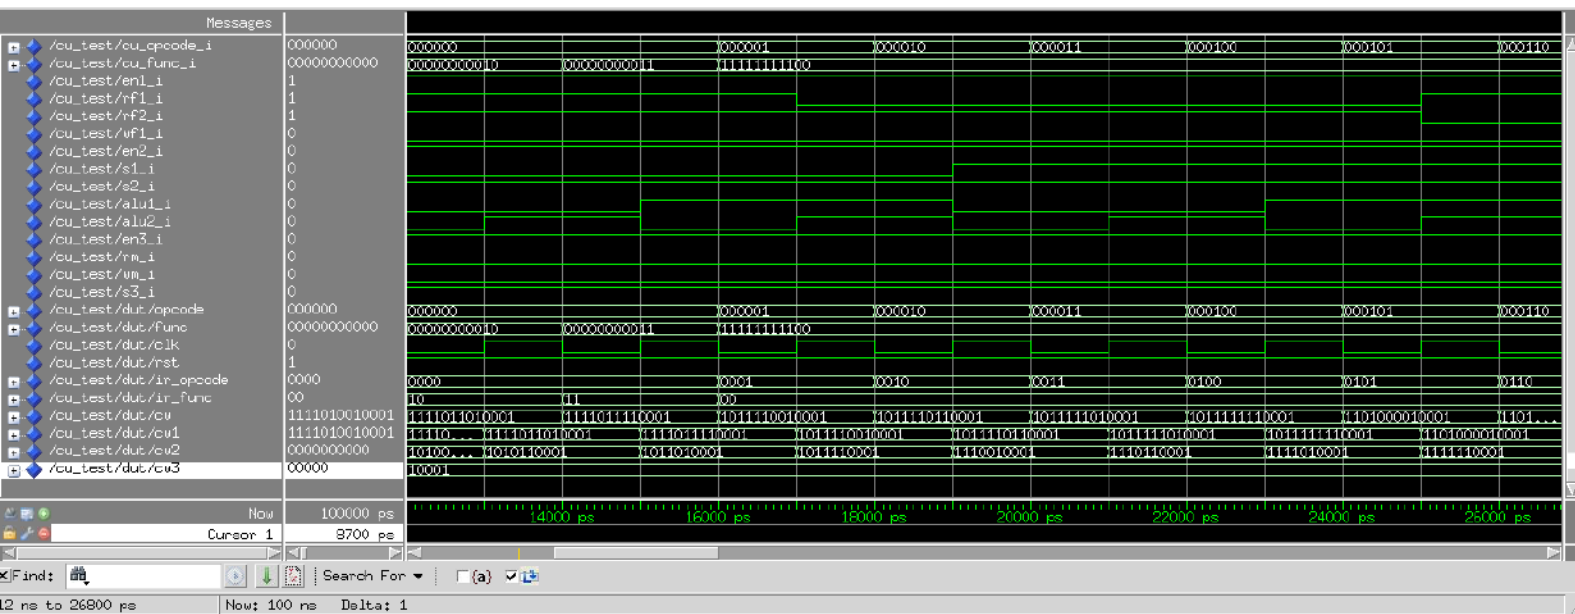 Messages
/cu_test/cu_opcode_i 000000 000000 000001 000010 000011 000100 000101 000110
/cu_test/cu_func_i 00000000000 00000000010 00000000011 11111111100
/cu_test/en1_i 1
/cu_test/rf1_i 1
/cu_test/rf2_i 1
/cu_test/wf1_i 0
/cu_test/en2_i 0
/cu_test/s1_i 0
/cu_test/s2_i 0
/cu_test/alu1_i 0
/cu_test/alu2_i 0
/cu_test/en3_i 0
/cu_test/rm_i 0
/cu_test/wm_i 0
/cu_test/s3_i 0
/cu_test/dut/opcode 000000 000000 000001 000010 000011 000100 000101 000110
/cu_test/dut/func 00000000000 00000000010 00000000011 11111111100
/cu_test/dut/clk 0
/cu_test/dut/rst 1
/cu_test/dut/ir_opcode 0000 0000 0001 0010 0011 0100 0101 0110
/cu_test/dut/ir_func 00 10 11 00
/cu_test/dut/cw 1111010010001 1111011010001 1111011110001 1011110010001 1011110110001 1011111010001 1011111110001 1101000010001 1101...
/cu_test/dut/cw1 1111010010001 11110... 1111011010001 1111011110001 1011110010001 1011110110001 1011111010001 1011111110001 1101000010001
/cu_test/dut/cw2 0000000000 10100... 1010110001 1011010001 1011110001 1110010001 1110110001 1111010001 1111110001
/cu_test/dut/cw3 00000 10001
Now 100000 ps 14000 ps 16000 ps 18000 ps 20000 ps 22000 ps 24000 ps 26000 ps
Cursor 1 8700 ps
Find: Search For {a}
12 ns to 26800 ps Now: 100 ns Delta: 1